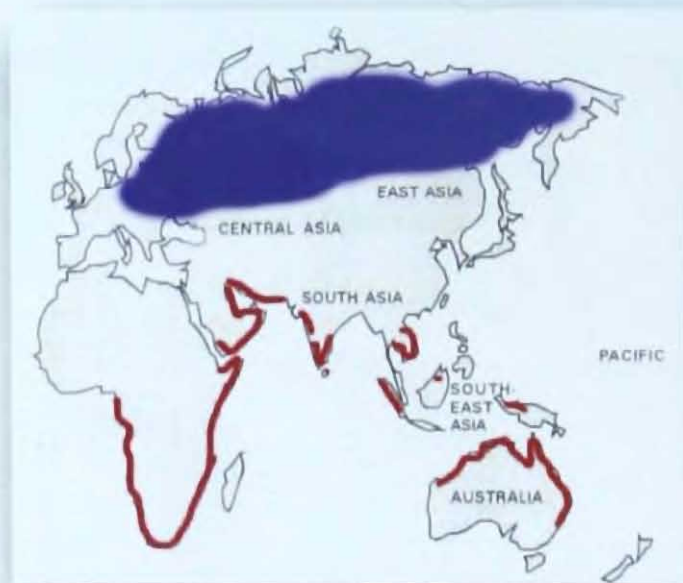 EAST ASIA
CENTRAL ASIA
SOUTH ASIA
PACIFIC
SOUTH-
EAST
ASIA
AUSTRALIA